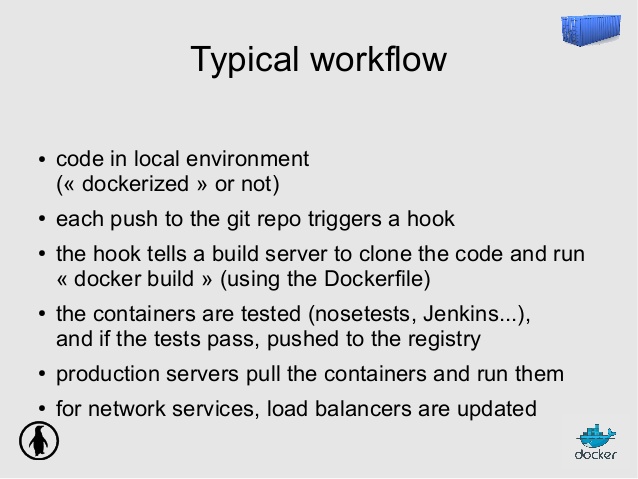 Typical workflow
• code in local environment
(« dockerized » or not)
• each push to the git repo triggers a hook
• the hook tells a build server to clone the code and run
« docker build » (using the Dockerfile)
• the containers are tested (nosetests, Jenkins...),
and if the tests pass, pushed to the registry
• production servers pull the containers and run them
• for network services, load balancers are updated
docker